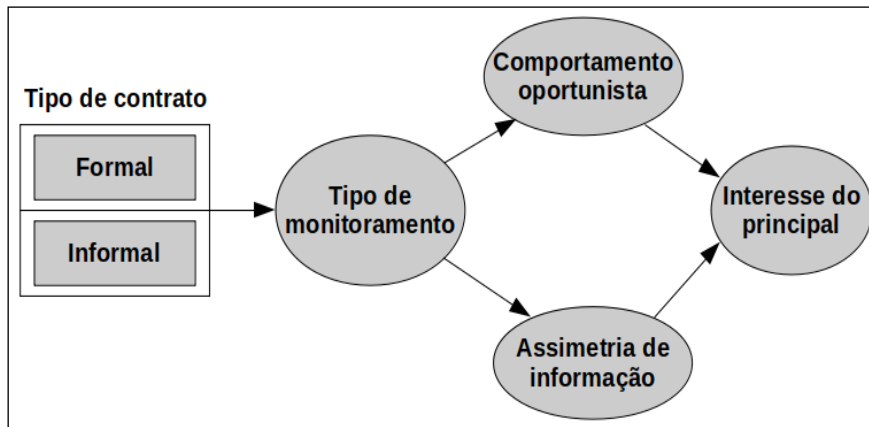 Tipo de contrato
Formal
Informal
Tipo de
monitoramento
Comportamento
oportunista
Assimetria de
informação
Interesse do
principal